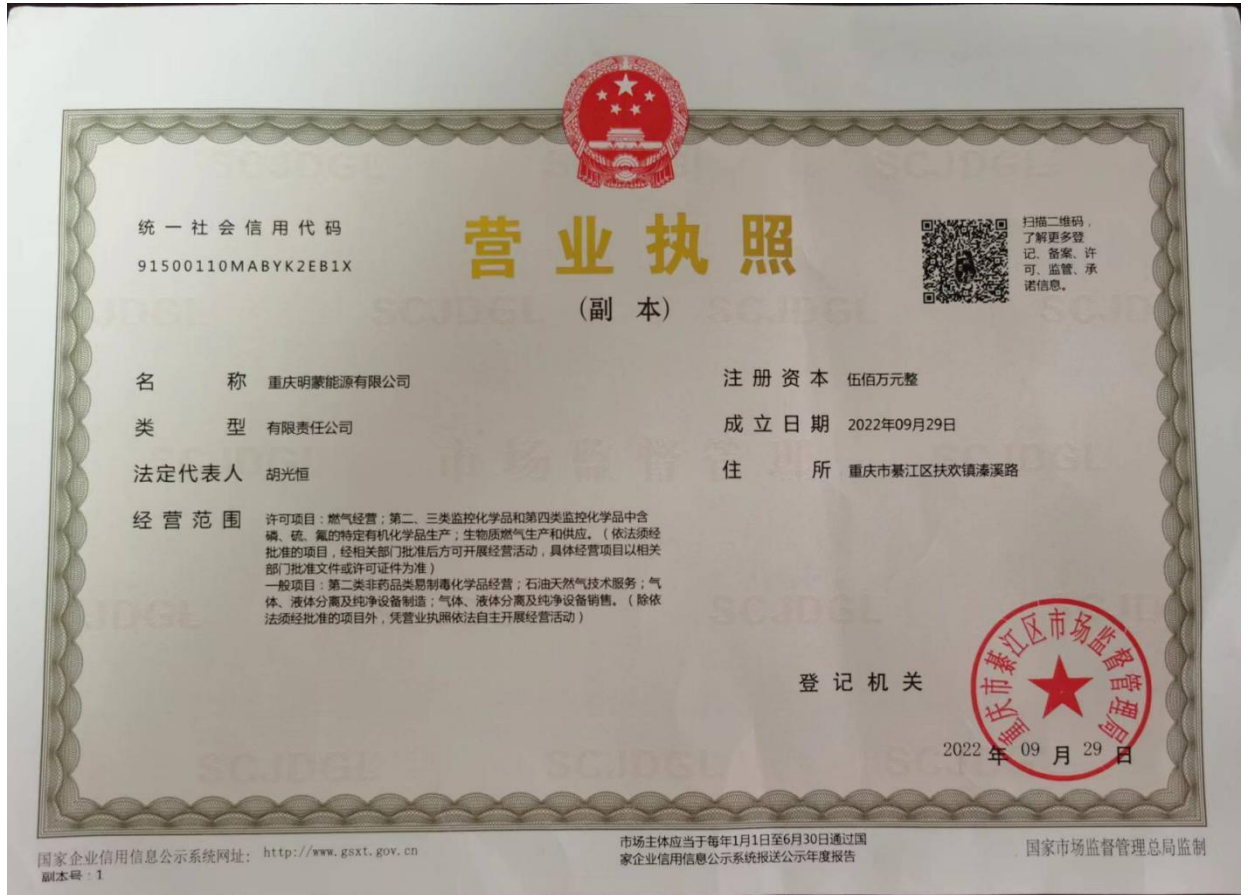 统一社会信用代码
91500110MABYK2EB1X
营业执照
(副 本)
扫描二维码，
了解更多登
记、备案、许
可、监管、承
诺信息。
名 称 重庆明蒙能源有限公司
类 型 有限责任公司
法定代表人 胡光恒
经营范围 许可项目：燃气经营；第二、三类监控化学品和第四类监控化学品中含
磷、硫、氟的特定有机化学品生产；生物质燃气生产和供应。（依法须经
批准的项目，经相关部门批准后方可开展经营活动，具体经营项目以相关
部门批准文件或许可证件为准）
一般项目：第二类非药品类易制毒化学品经营；石油天然气技术服务；气
体、液体分离及纯净设备制造；气体、液体分离及纯净设备销售。（除依
法须经批准的项目外，凭营业执照依法自主开展经营活动）
注册资本 伍佰万元整
成立日期 2022年09月29日
住 所 重庆市綦江区扶欢镇溱溪路
市场监督管理
SCJDGL
登记机关
重庆市綦江区市场监督管理局
2022 年 09 月 29 日
国家企业信用信息公示系统网址： http://www.gsxt.gov.cn
副本号：1
市场主体应当于每年1月1日至6月30日通过国
家企业信用信息公示系统报送公示年度报告
国家市场监督管理总局监制